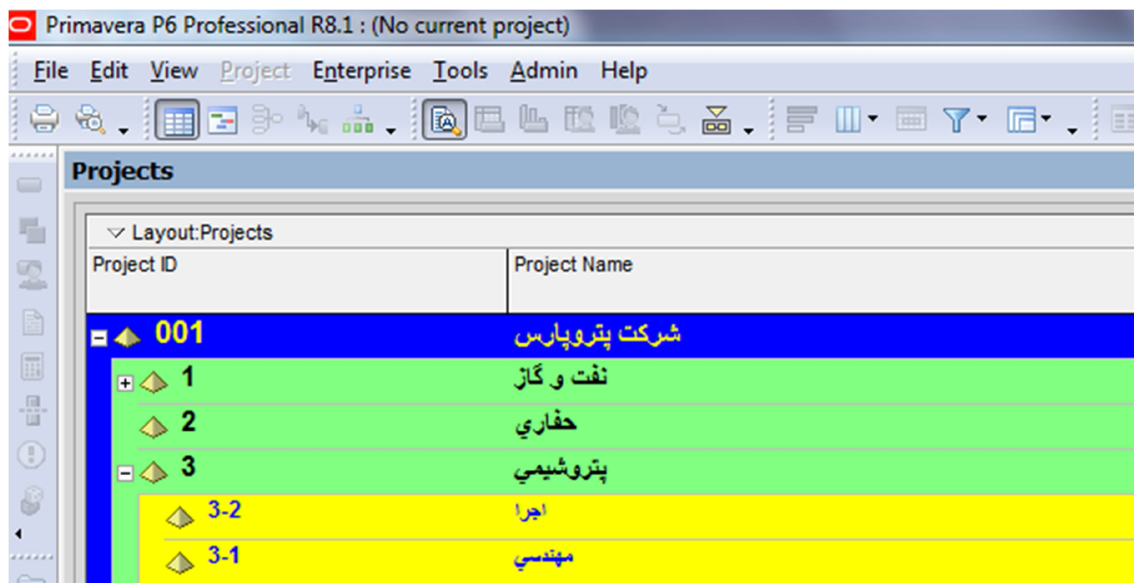 Primavera P6 Professional R8.1 : (No current project)
File Edit View Project Enterprise Tools Admin Help
Projects
Layout:Projects
Project ID Project Name
001 شركت پتروپارس
1 نفت و گاز
2 حفاري
3 پتروشيمي
3-2 اجرا
3-1 مهندسي